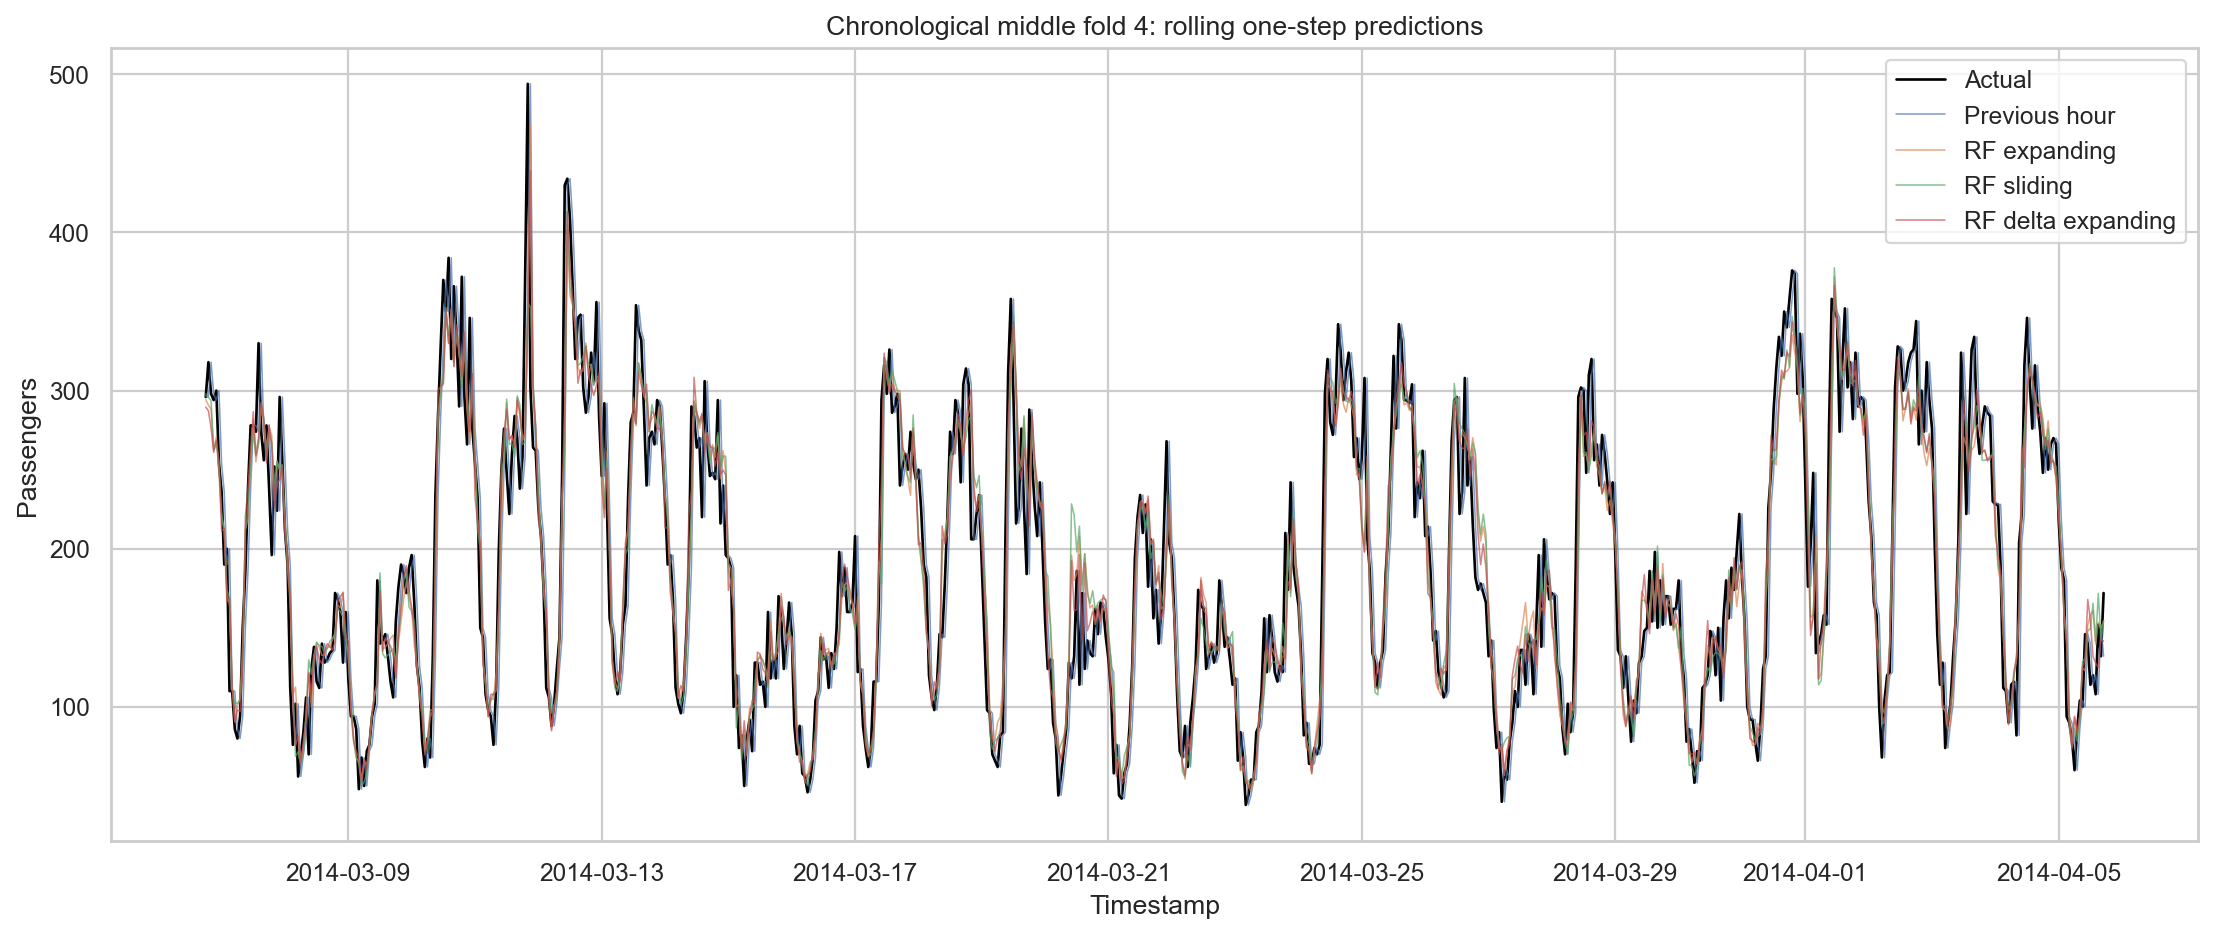 Chronological middle fold 4: rolling one-step predictions
Actual
Previous hour
RF expanding
RF sliding
RF delta expanding
Passengers
500
400
300
200
100
2014-03-09
2014-03-13
2014-03-17
2014-03-21
2014-03-25
2014-03-29
2014-04-01
2014-04-05
Timestamp